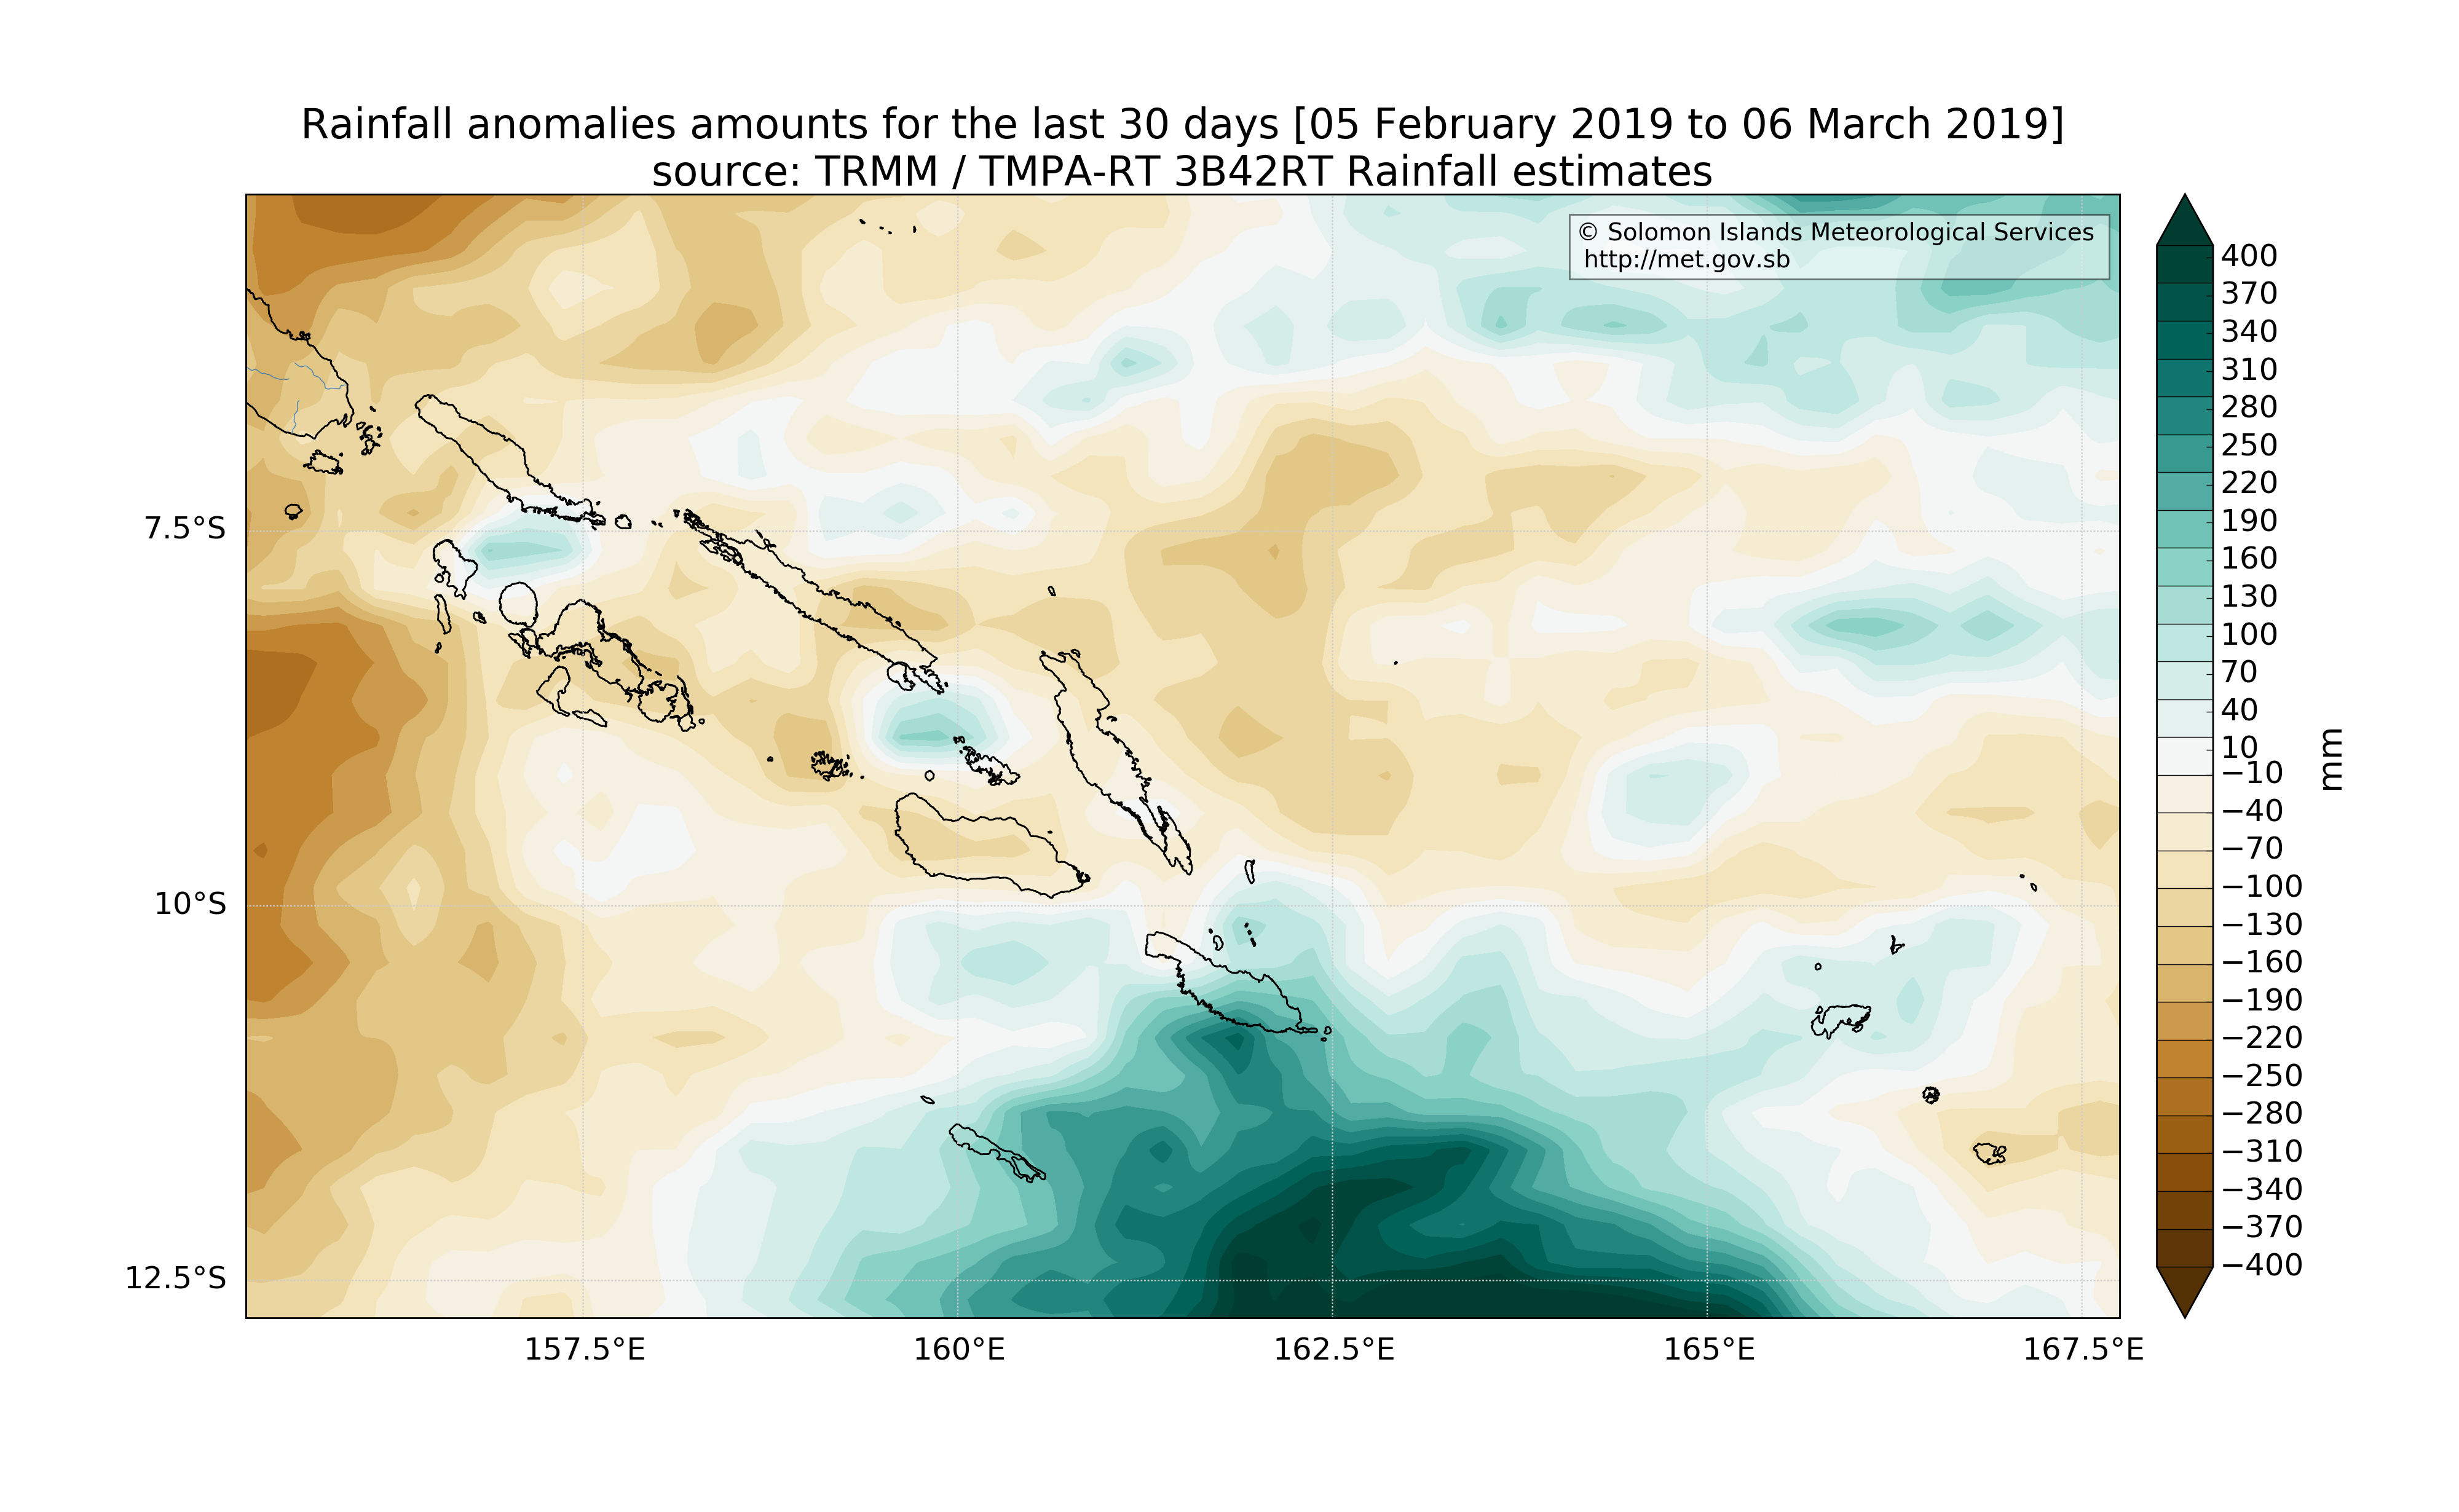 Rainfall anomalies amounts for the last 30 days [05 February 2019 to 06 March 2019]
source: TRMM / TMPA-RT 3B42RT Rainfall estimates
© Solomon Islands Meteorological Services
http://met.gov.sb
7.5°S
10°S
12.5°S
157.5°E
160°E
162.5°E
165°E
167.5°E
400
370
340
310
280
250
220
190
160
130
100
70
40
10
−10
−40
−70
−100
−130
−160
−190
−220
−250
−280
−310
−340
−370
−400
mm